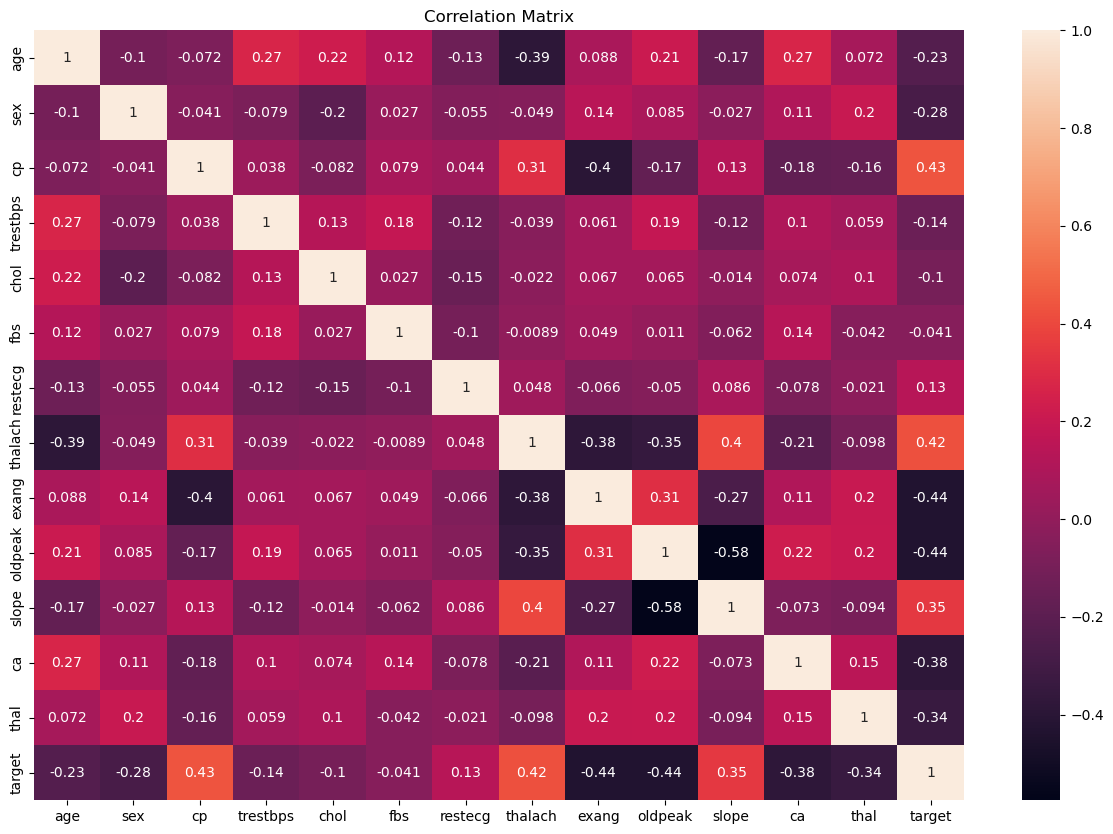 Correlation Matrix
age 1 -0.1 -0.072 0.27 0.22 0.12 -0.13 -0.39 0.088 0.21 -0.17 0.27 0.072 -0.23
sex -0.1 1 -0.041 -0.079 -0.2 0.027 -0.055 -0.049 0.14 0.085 -0.027 0.11 0.2 -0.28
cp -0.072 -0.041 1 0.038 -0.082 0.079 0.044 0.31 -0.4 -0.17 0.13 -0.18 -0.16 0.43
trestbps 0.27 -0.079 0.038 1 0.13 0.18 -0.12 -0.039 0.061 0.19 -0.12 0.1 0.059 -0.14
chol 0.22 -0.2 -0.082 0.13 1 0.027 -0.15 -0.022 0.067 0.065 -0.014 0.074 0.1 -0.1
fbs 0.12 0.027 0.079 0.18 0.027 1 -0.1 -0.0089 0.049 0.011 -0.062 0.14 -0.042 -0.041
restecg -0.13 -0.055 0.044 -0.12 -0.15 -0.1 1 0.048 -0.066 -0.05 0.086 -0.078 -0.021 0.13
thalach -0.39 -0.049 0.31 -0.039 -0.022 -0.0089 0.048 1 -0.38 -0.35 0.4 -0.21 -0.098 0.42
exang 0.088 0.14 -0.4 0.061 0.067 0.049 -0.066 -0.38 1 0.31 -0.27 0.11 0.2 -0.44
oldpeak 0.21 0.085 -0.17 0.19 0.065 0.011 -0.05 -0.35 0.31 1 -0.58 0.22 0.2 -0.44
slope -0.17 -0.027 0.13 -0.12 -0.014 -0.062 0.086 0.4 -0.27 -0.58 1 -0.073 -0.094 0.35
ca 0.27 0.11 -0.18 0.1 0.074 0.14 -0.078 -0.21 0.11 0.22 -0.073 1 0.15 -0.38
thal 0.072 0.2 -0.16 0.059 0.1 -0.042 -0.021 -0.098 0.2 0.2 -0.094 0.15 1 -0.34
target -0.23 -0.28 0.43 -0.14 -0.1 -0.041 0.13 0.42 -0.44 -0.44 0.35 -0.38 -0.34 1
age sex cp trestbps chol fbs restecg thalach exang oldpeak slope ca thal target
1.0
0.8
0.6
0.4
0.2
0.0
−0.2
−0.4